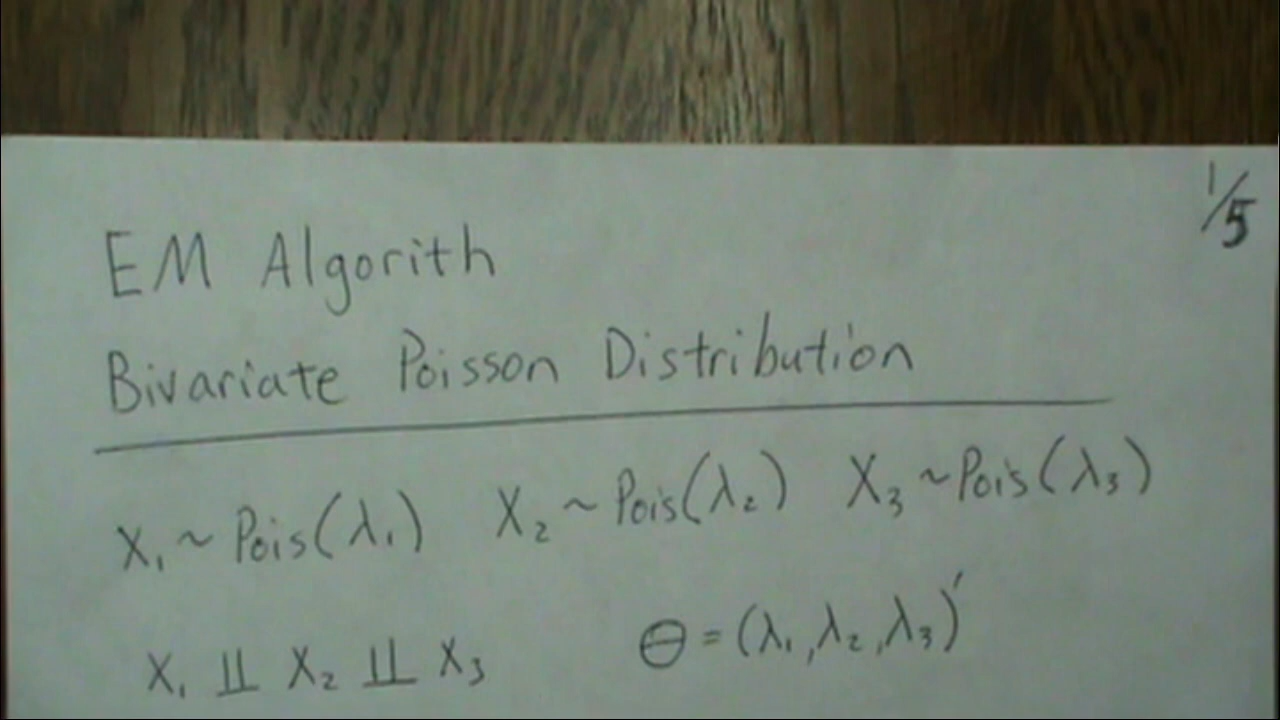 1/5
EM Algorith
Bivariate Poisson Distribution
X₁ ~ Pois(λ₁) X₂ ~ Pois(λ₂) X₃ ~ Pois(λ₃)
X₁ ⫫ X₂ ⫫ X₃ Θ = (λ₁, λ₂, λ₃)′